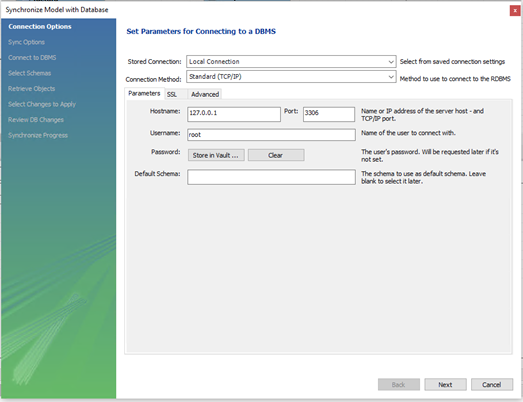 Synchronize Model with Database
x
Connection Options
Sync Options
Connect to DBMS
Select Schemas
Retrieve Objects
Select Changes to Apply
Review DB Changes
Synchronize Progress
Set Parameters for Connecting to a DBMS
Stored Connection: Local Connection Select from saved connection settings
Connection Method: Standard (TCP/IP) Method to use to connect to the RDBMS
Parameters SSL Advanced
Hostname: 127.0.0.1 Port: 3306 Name or IP address of the server host - and
TCP/IP port.
Username: root Name of the user to connect with.
Password: Store in Vault ... Clear The user's password. Will be requested later if it's
not set.
Default Schema: The schema to use as default schema. Leave
blank to select it later.
Back Next Cancel